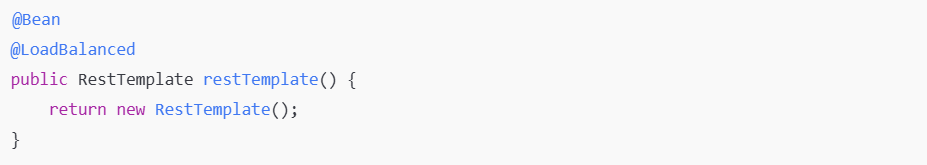 @Bean
@LoadBalanced
public RestTemplate restTemplate() {
    return new RestTemplate();
}